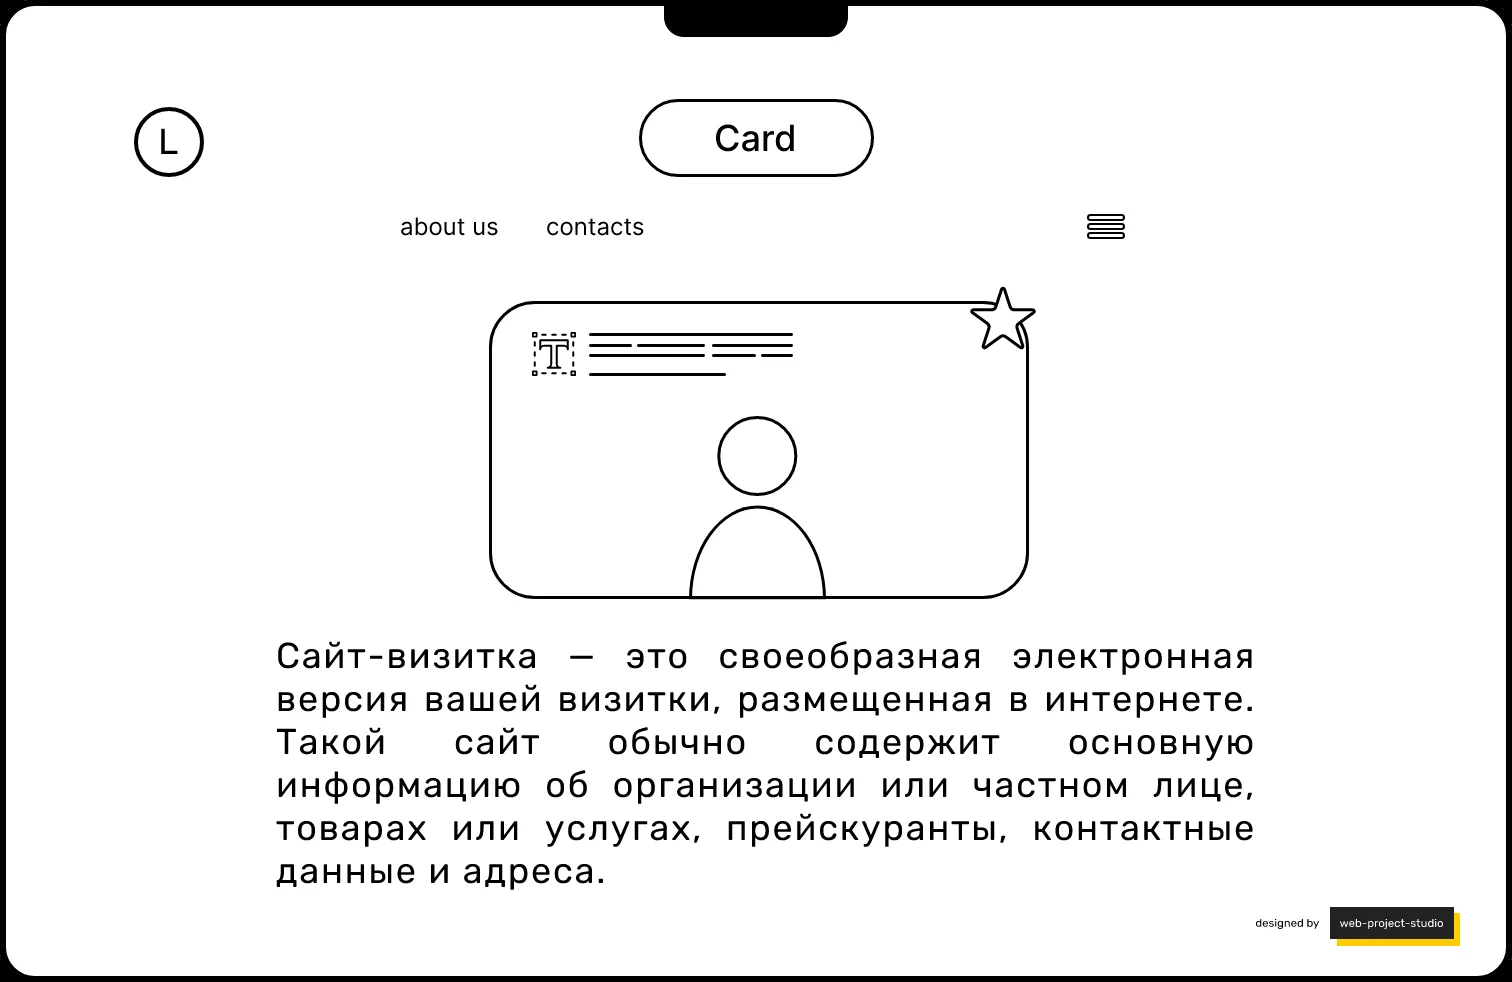 L
Card
about us contacts
T
Сайт-визитка — это своеобразная электронная
версия вашей визитки, размещенная в интернете.
Такой сайт обычно содержит основную
информацию об организации или частном лице,
товарах или услугах, прейскуранты, контактные
данные и адреса.
designed by web-project-studio